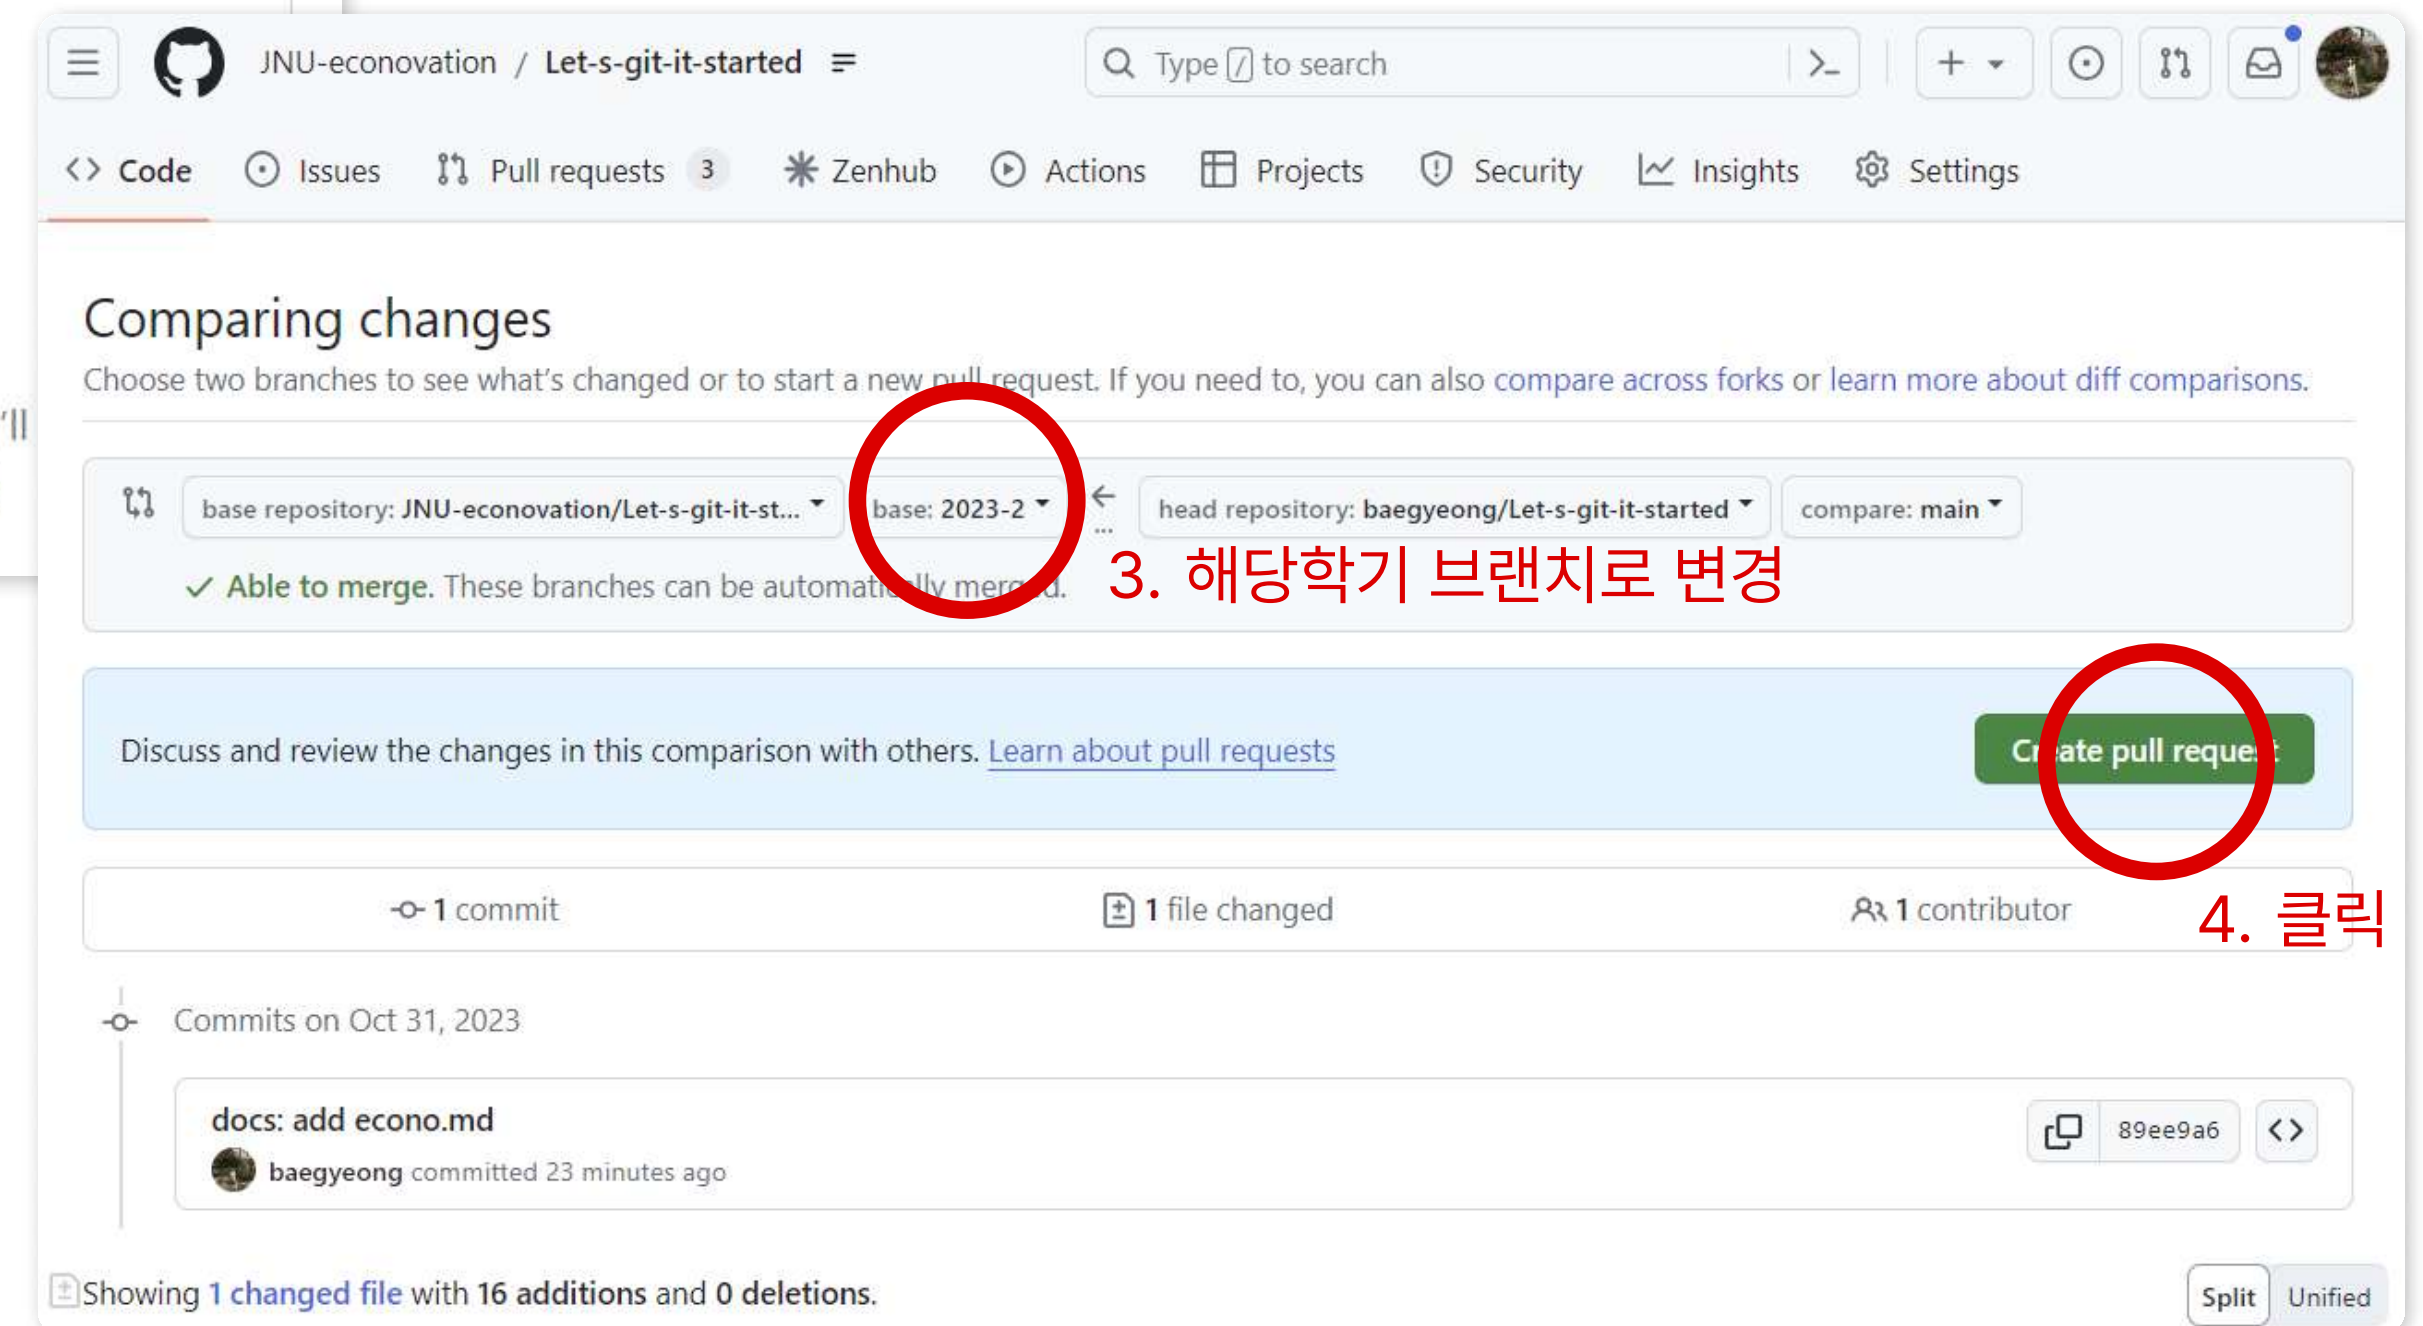 JNU-econovation / Let-s-git-it-started
Type / to search
Code Issues Pull requests 3 Zenhub Actions Projects Security Insights Settings
Comparing changes
Choose two branches to see what's changed or to start a new pull request. If you need to, you can also compare across forks or learn more about diff comparisons.
'll
base repository: JNU-econovation/Let-s-git-it-st... base: 2023-2 ... head repository: baegyeong/Let-s-git-it-started compare: main
Able to merge. These branches can be automatically merged.
3. 해당학기 브랜치로 변경
Discuss and review the changes in this comparison with others. Learn about pull requests
Create pull request
1 commit 1 file changed 1 contributor
4. 클릭
Commits on Oct 31, 2023
docs: add econo.md
89ee9a6
baegyeong committed 23 minutes ago
Showing 1 changed file with 16 additions and 0 deletions.
Split Unified